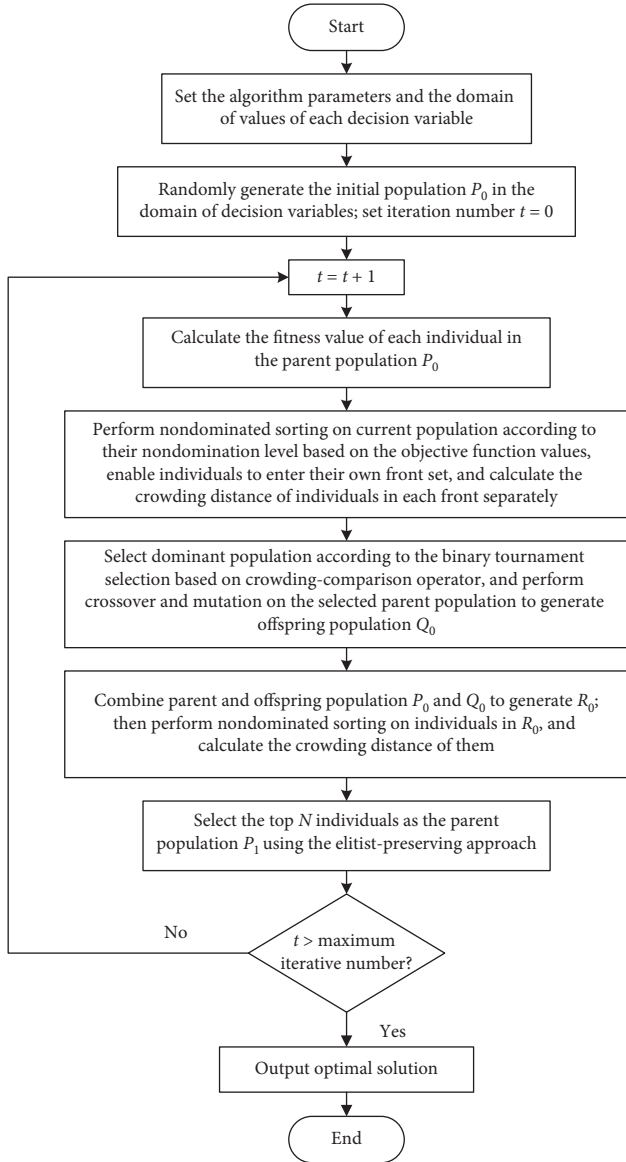 Start
Set the algorithm parameters and the domain
of values of each decision variable
Randomly generate the initial population P₀ in the
domain of decision variables; set iteration number t = 0
t = t + 1
Calculate the fitness value of each individual in
the parent population P₀
Perform nondominated sorting on current population according to
their nondomination level based on the objective function values,
enable individuals to enter their own front set, and calculate the
crowding distance of individuals in each front separately
Select dominant population according to the binary tournament
selection based on crowding-comparison operator, and perform
crossover and mutation on the selected parent population to generate
offspring population Q₀
Combine parent and offspring population P₀ and Q₀ to generate R₀;
then perform nondominated sorting on individuals in R₀, and
calculate the crowding distance of them
Select the top N individuals as the parent
population P₁ using the elitist-preserving approach
No
t > maximum
iterative number?
Yes
Output optimal solution
End